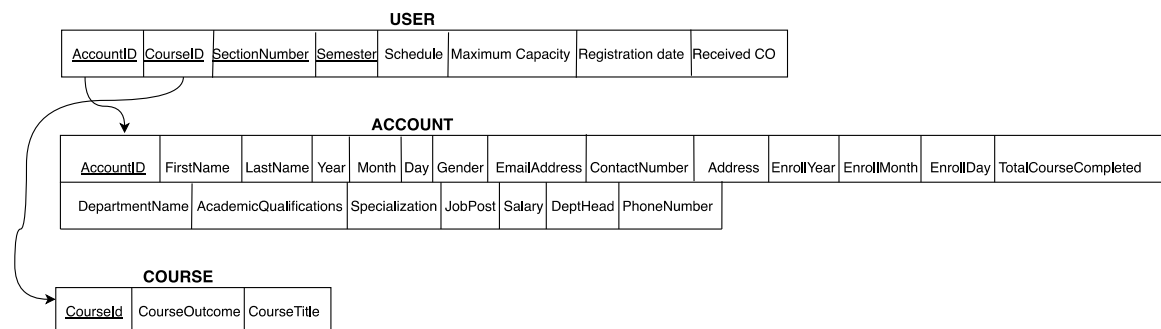 USER
AccountID CourseID SectionNumber Semester Schedule Maximum Capacity Registration date Received CO
ACCOUNT
AccountID FirstName LastName Year Month Day Gender EmailAddress ContactNumber Address EnrollYear EnrollMonth EnrollDay TotalCourseCompleted
DepartmentName AcademicQualifications Specialization JobPost Salary DeptHead PhoneNumber
COURSE
CourseId CourseOutcome CourseTitle